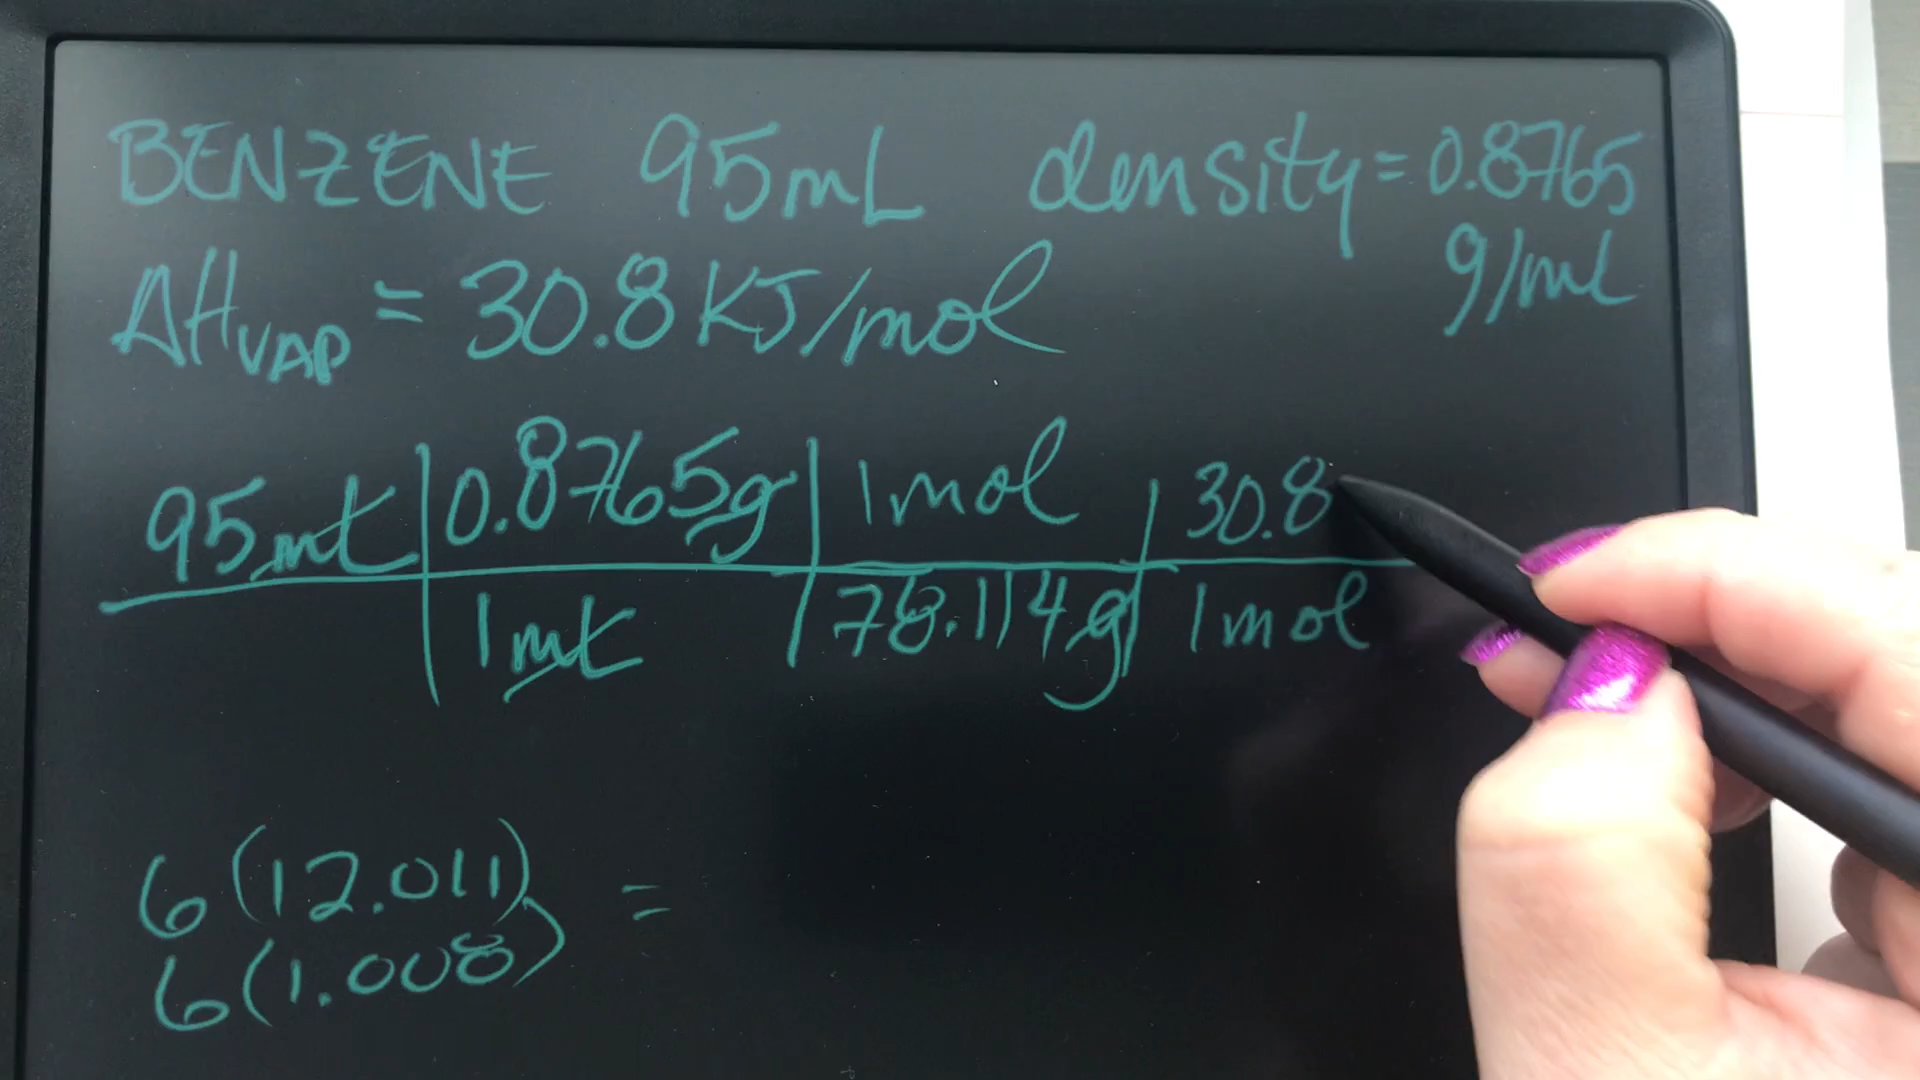 BENZENE 95mL density = 0.8765 g/mL
ΔHVAP = 30.8 KJ/mol
95mL | 0.8765g | 1mol | 30.8
1mL | 78.114g | 1mol
6(12.011) =
6(1.008)